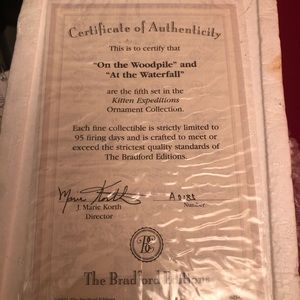 Certificate of Authenticity
This is to certify that
"On the Woodpile" and
"At the Waterfall"
are the fifth set in the
Kitten Expeditions
Ornament Collection.
Each fine collectible is strictly limited to
95 firing days and is crafted to meet or
exceed the strictest quality standards of
The Bradford Editions.
J. Marie Korth
Director
Number
B E
The Bradford Editions